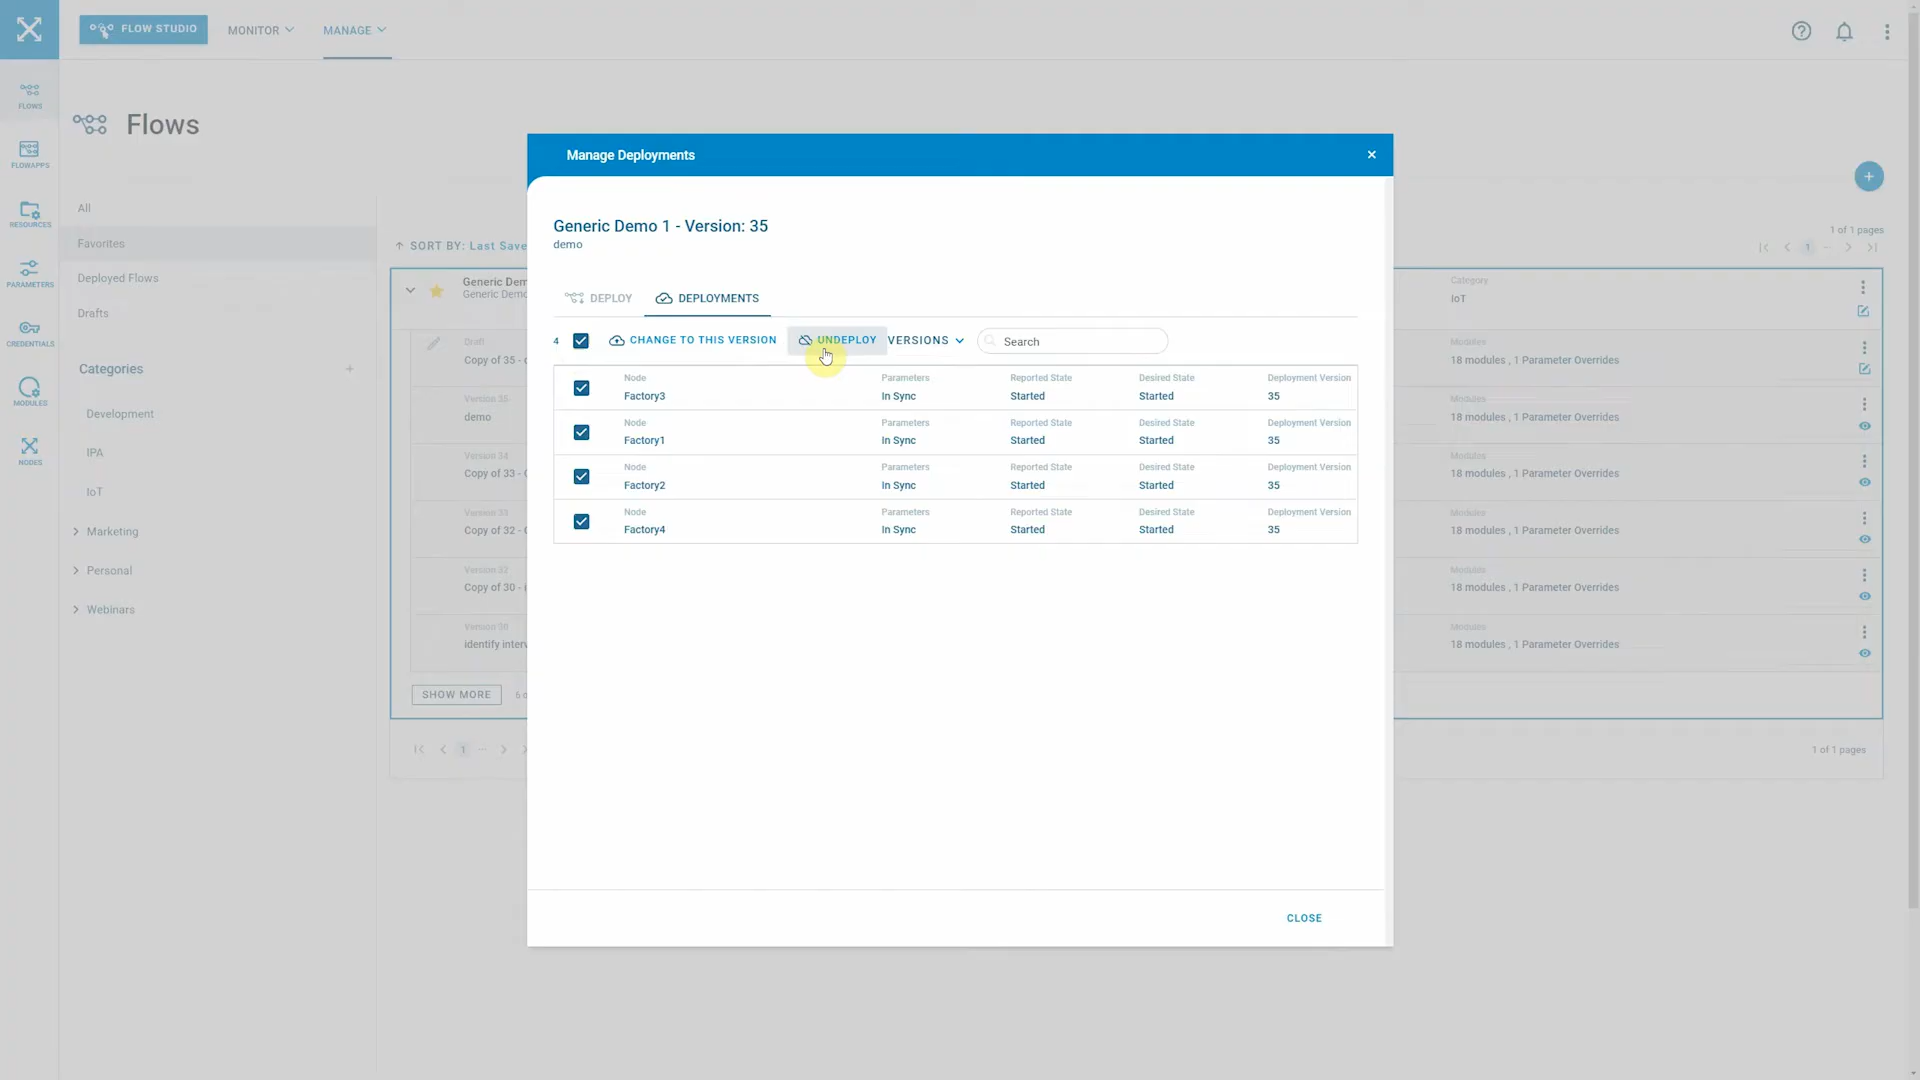 FLOW STUDIO
MONITOR
MANAGE
FLOWS
FLOWAPPS
RESOURCES
PARAMETERS
CREDENTIALS
MODULES
NODES
Flows
All
Favorites
Deployed Flows
Drafts
Categories
+
Development
IPA
IoT
Marketing
Personal
Webinars
SORT BY: Last Save
1 of 1 pages
1
Generic Dem
Generic Demo
Category
IoT
Draft
Copy of 35 -
Modules
18 modules , 1 Parameter Overrides
Version 35
demo
Modules
18 modules , 1 Parameter Overrides
Version 34
Copy of 33 -
Modules
18 modules , 1 Parameter Overrides
Version 33
Copy of 32 -
Modules
18 modules , 1 Parameter Overrides
Version 32
Copy of 30 - i
Modules
18 modules , 1 Parameter Overrides
Version 30
identify interv
Modules
18 modules , 1 Parameter Overrides
SHOW MORE
1
1 of 1 pages
Manage Deployments
Generic Demo 1 - Version: 35
demo
DEPLOY
DEPLOYMENTS
4
CHANGE TO THIS VERSION
UNDEPLOY
VERSIONS
Search
Node
Parameters
Reported State
Desired State
Deployment Version
Factory3
In Sync
Started
Started
35
Node
Parameters
Reported State
Desired State
Deployment Version
Factory1
In Sync
Started
Started
35
Node
Parameters
Reported State
Desired State
Deployment Version
Factory2
In Sync
Started
Started
35
Node
Parameters
Reported State
Desired State
Deployment Version
Factory4
In Sync
Started
Started
35
CLOSE